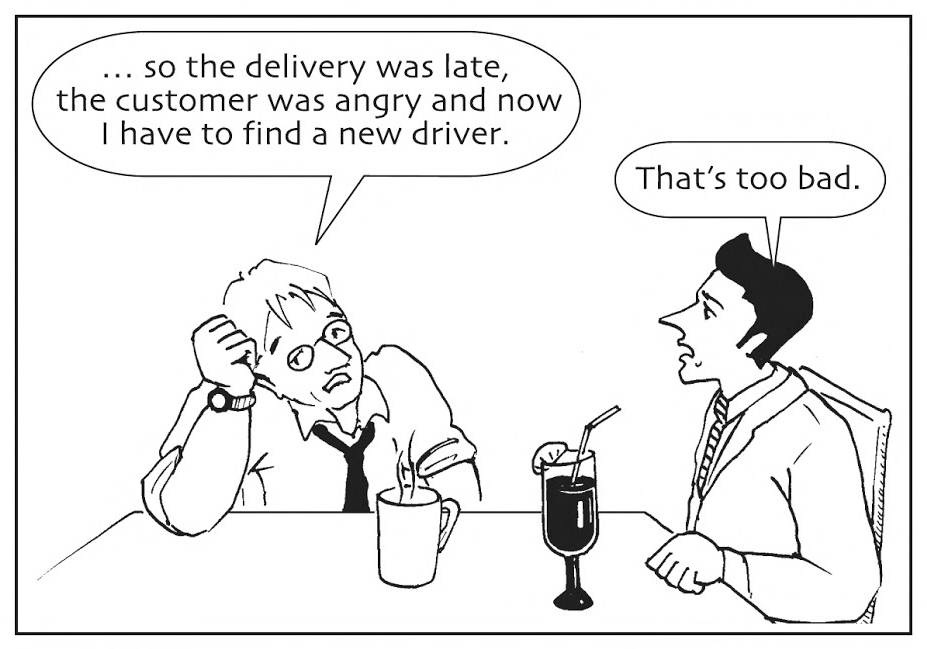 ... so the delivery was late,
the customer was angry and now
I have to find a new driver.
That's too bad.